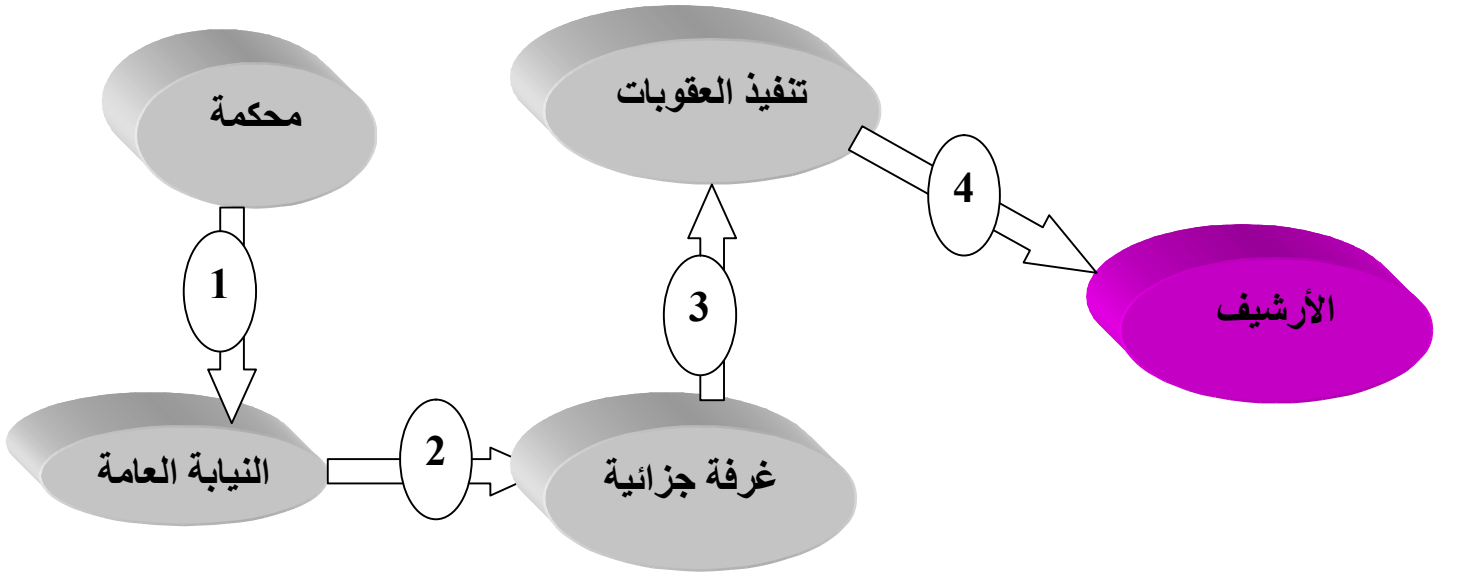 محكمة
1
النيابة العامة
2
غرفة جزائية
3
تنفيذ العقوبات
4
الأرشيف